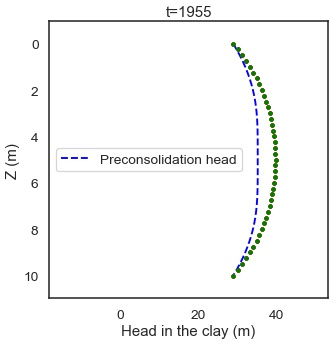 t=1955
0
2
4
6
8
10
Z (m)
Preconsolidation head
0
20
40
Head in the clay (m)